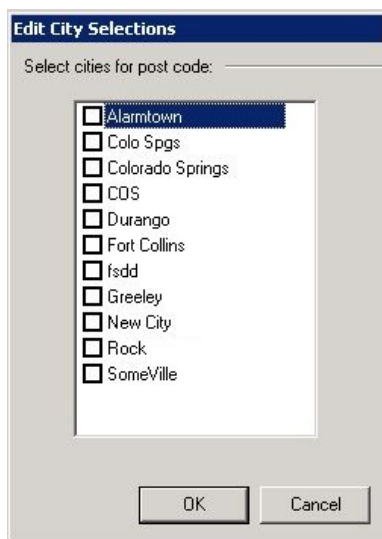 Edit City Selections
Select cities for post code:
Alarmtown
Colo Spgs
Colorado Springs
COS
Durango
Fort Collins
fsdd
Greeley
New City
Rock
SomeVille
OK
Cancel